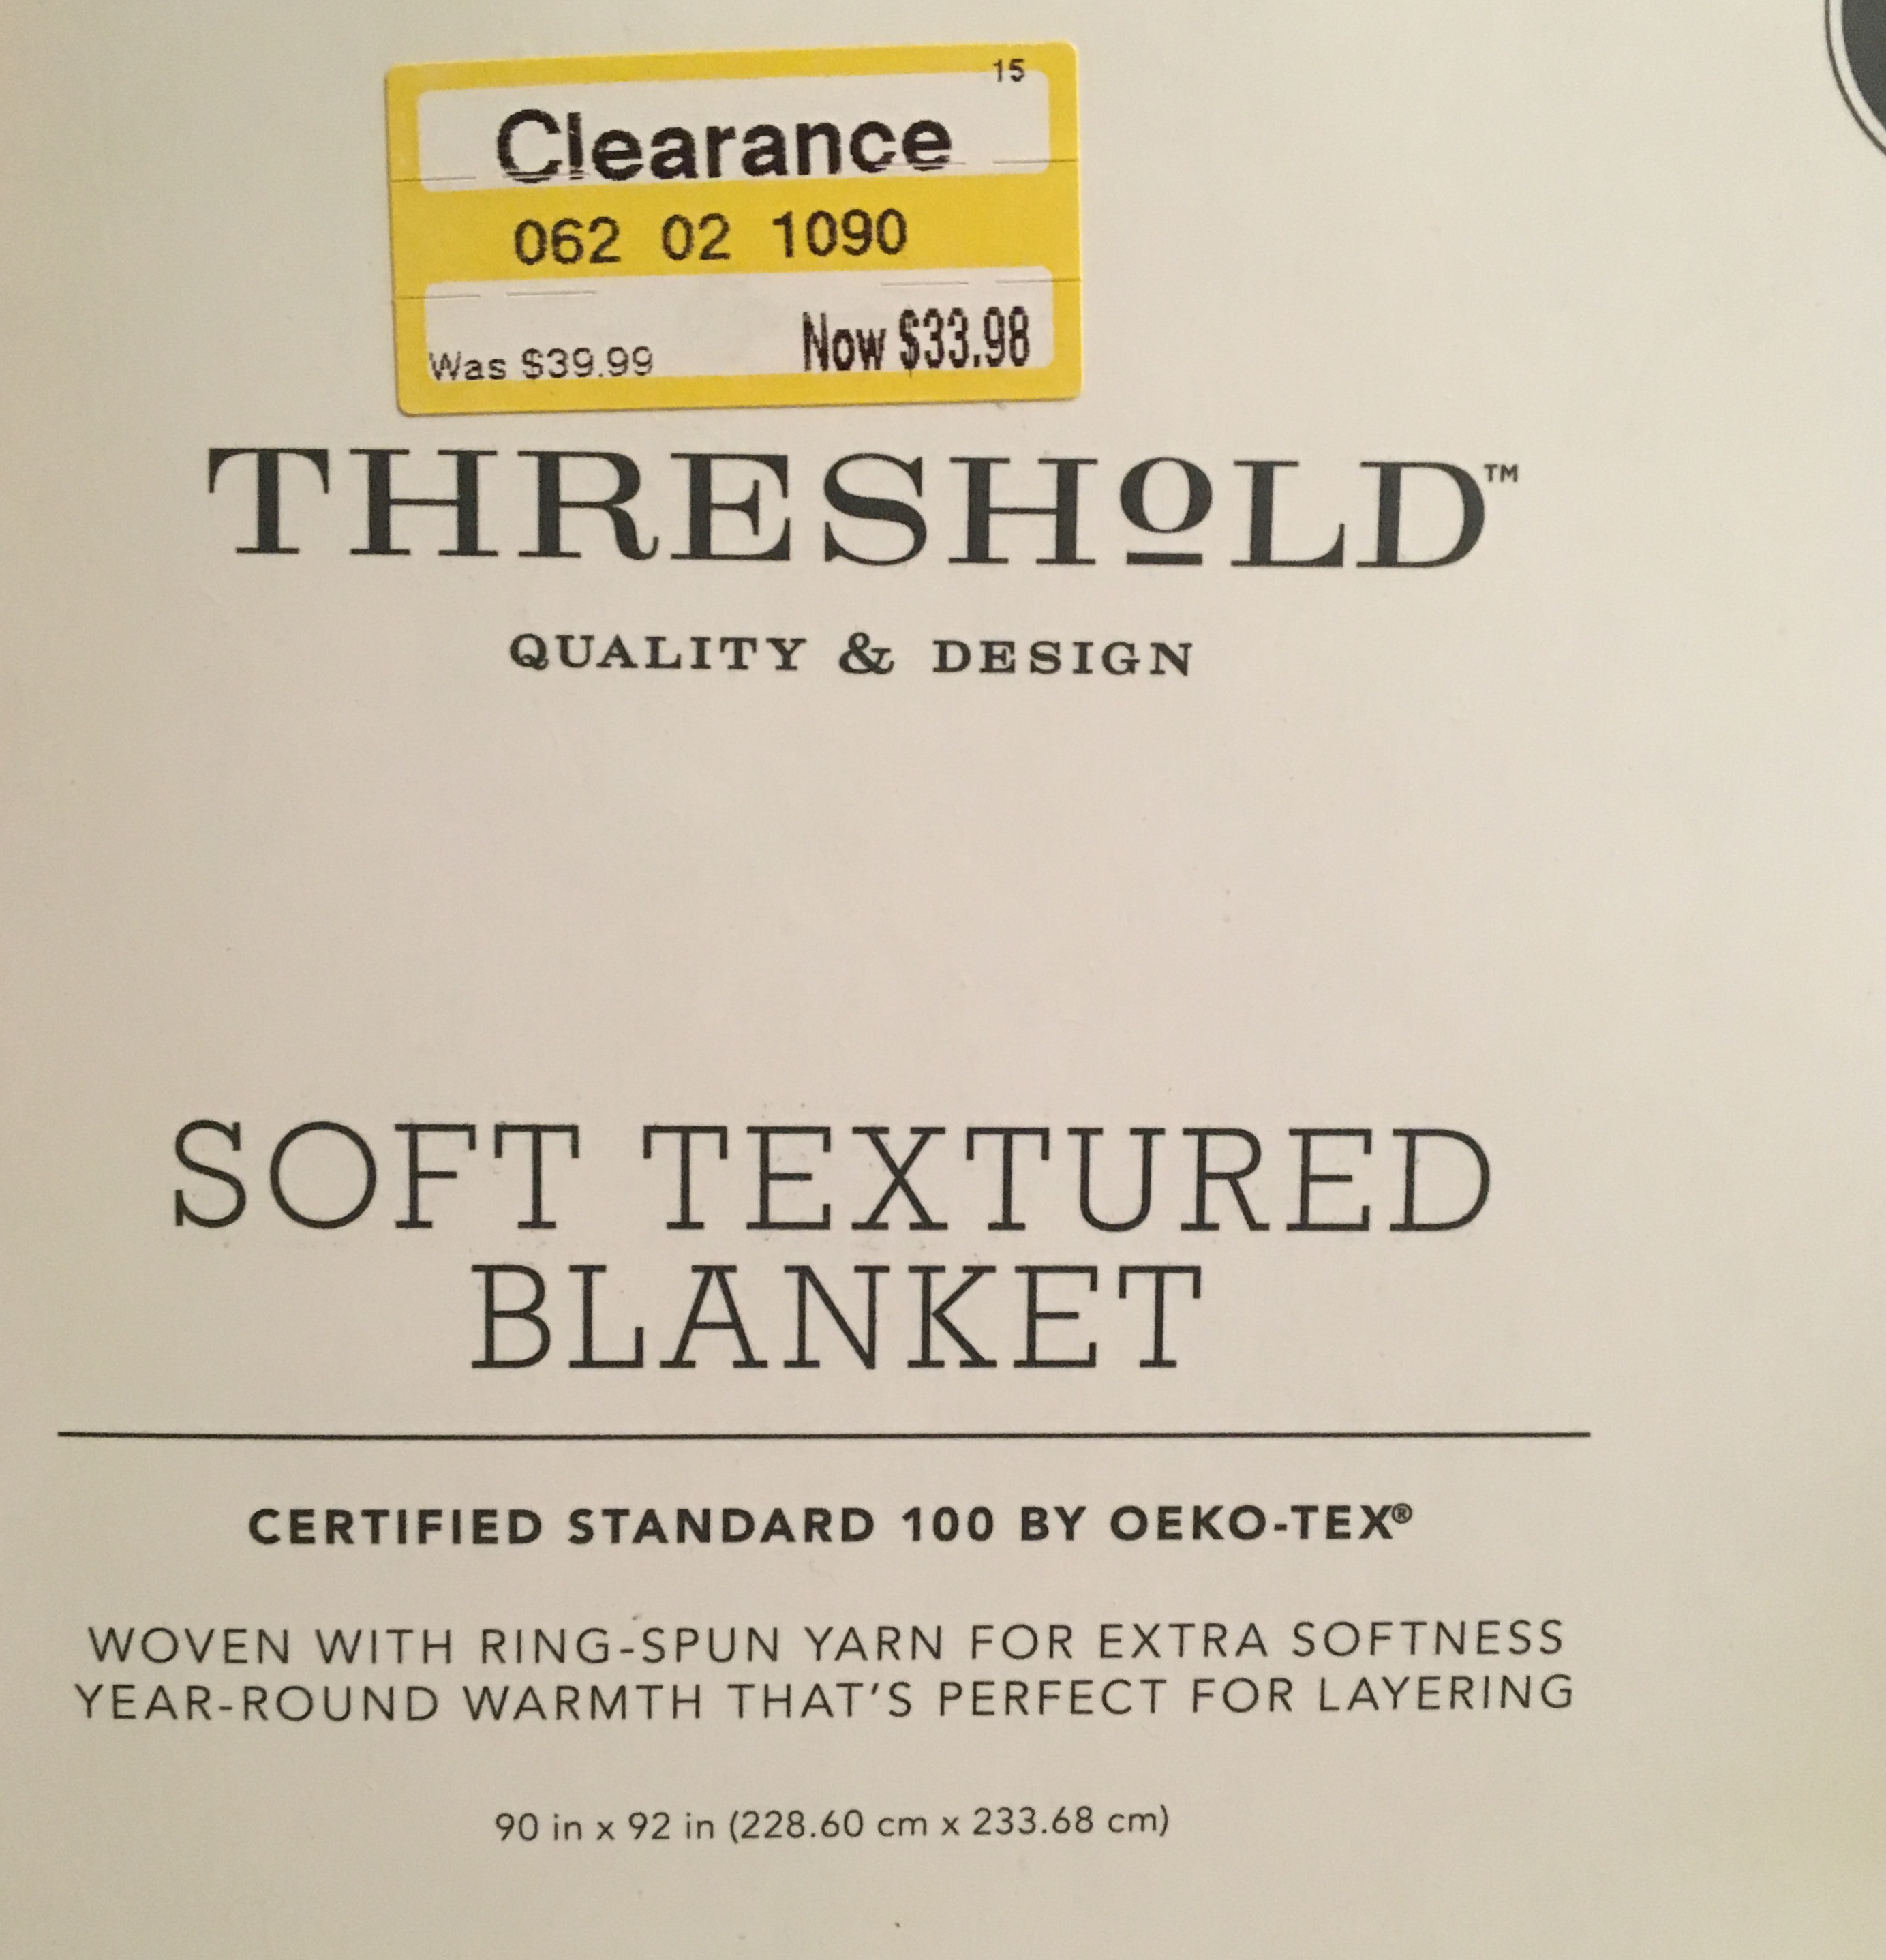 15
Clearance
062 02 1090
Was $39.99 Now $33.98
THRESHOLD™
QUALITY & DESIGN
SOFT TEXTURED
BLANKET
CERTIFIED STANDARD 100 BY OEKO-TEX®
WOVEN WITH RING-SPUN YARN FOR EXTRA SOFTNESS
YEAR-ROUND WARMTH THAT'S PERFECT FOR LAYERING
90 in x 92 in (228.60 cm x 233.68 cm)